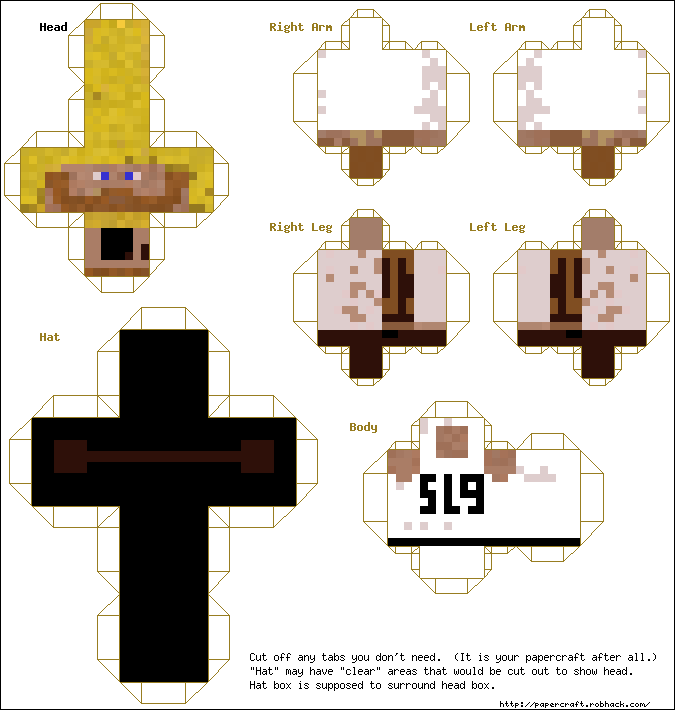 Head
Right Arm
Left Arm
Right Leg
Left Leg
Hat
Body
SL9
Cut off any tabs you don't need. (It is your papercraft after all.)
"Hat" may have "clear" areas that would be cut out to show head.
Hat box is supposed to surround head box.
http://papercraft.robhack.com/